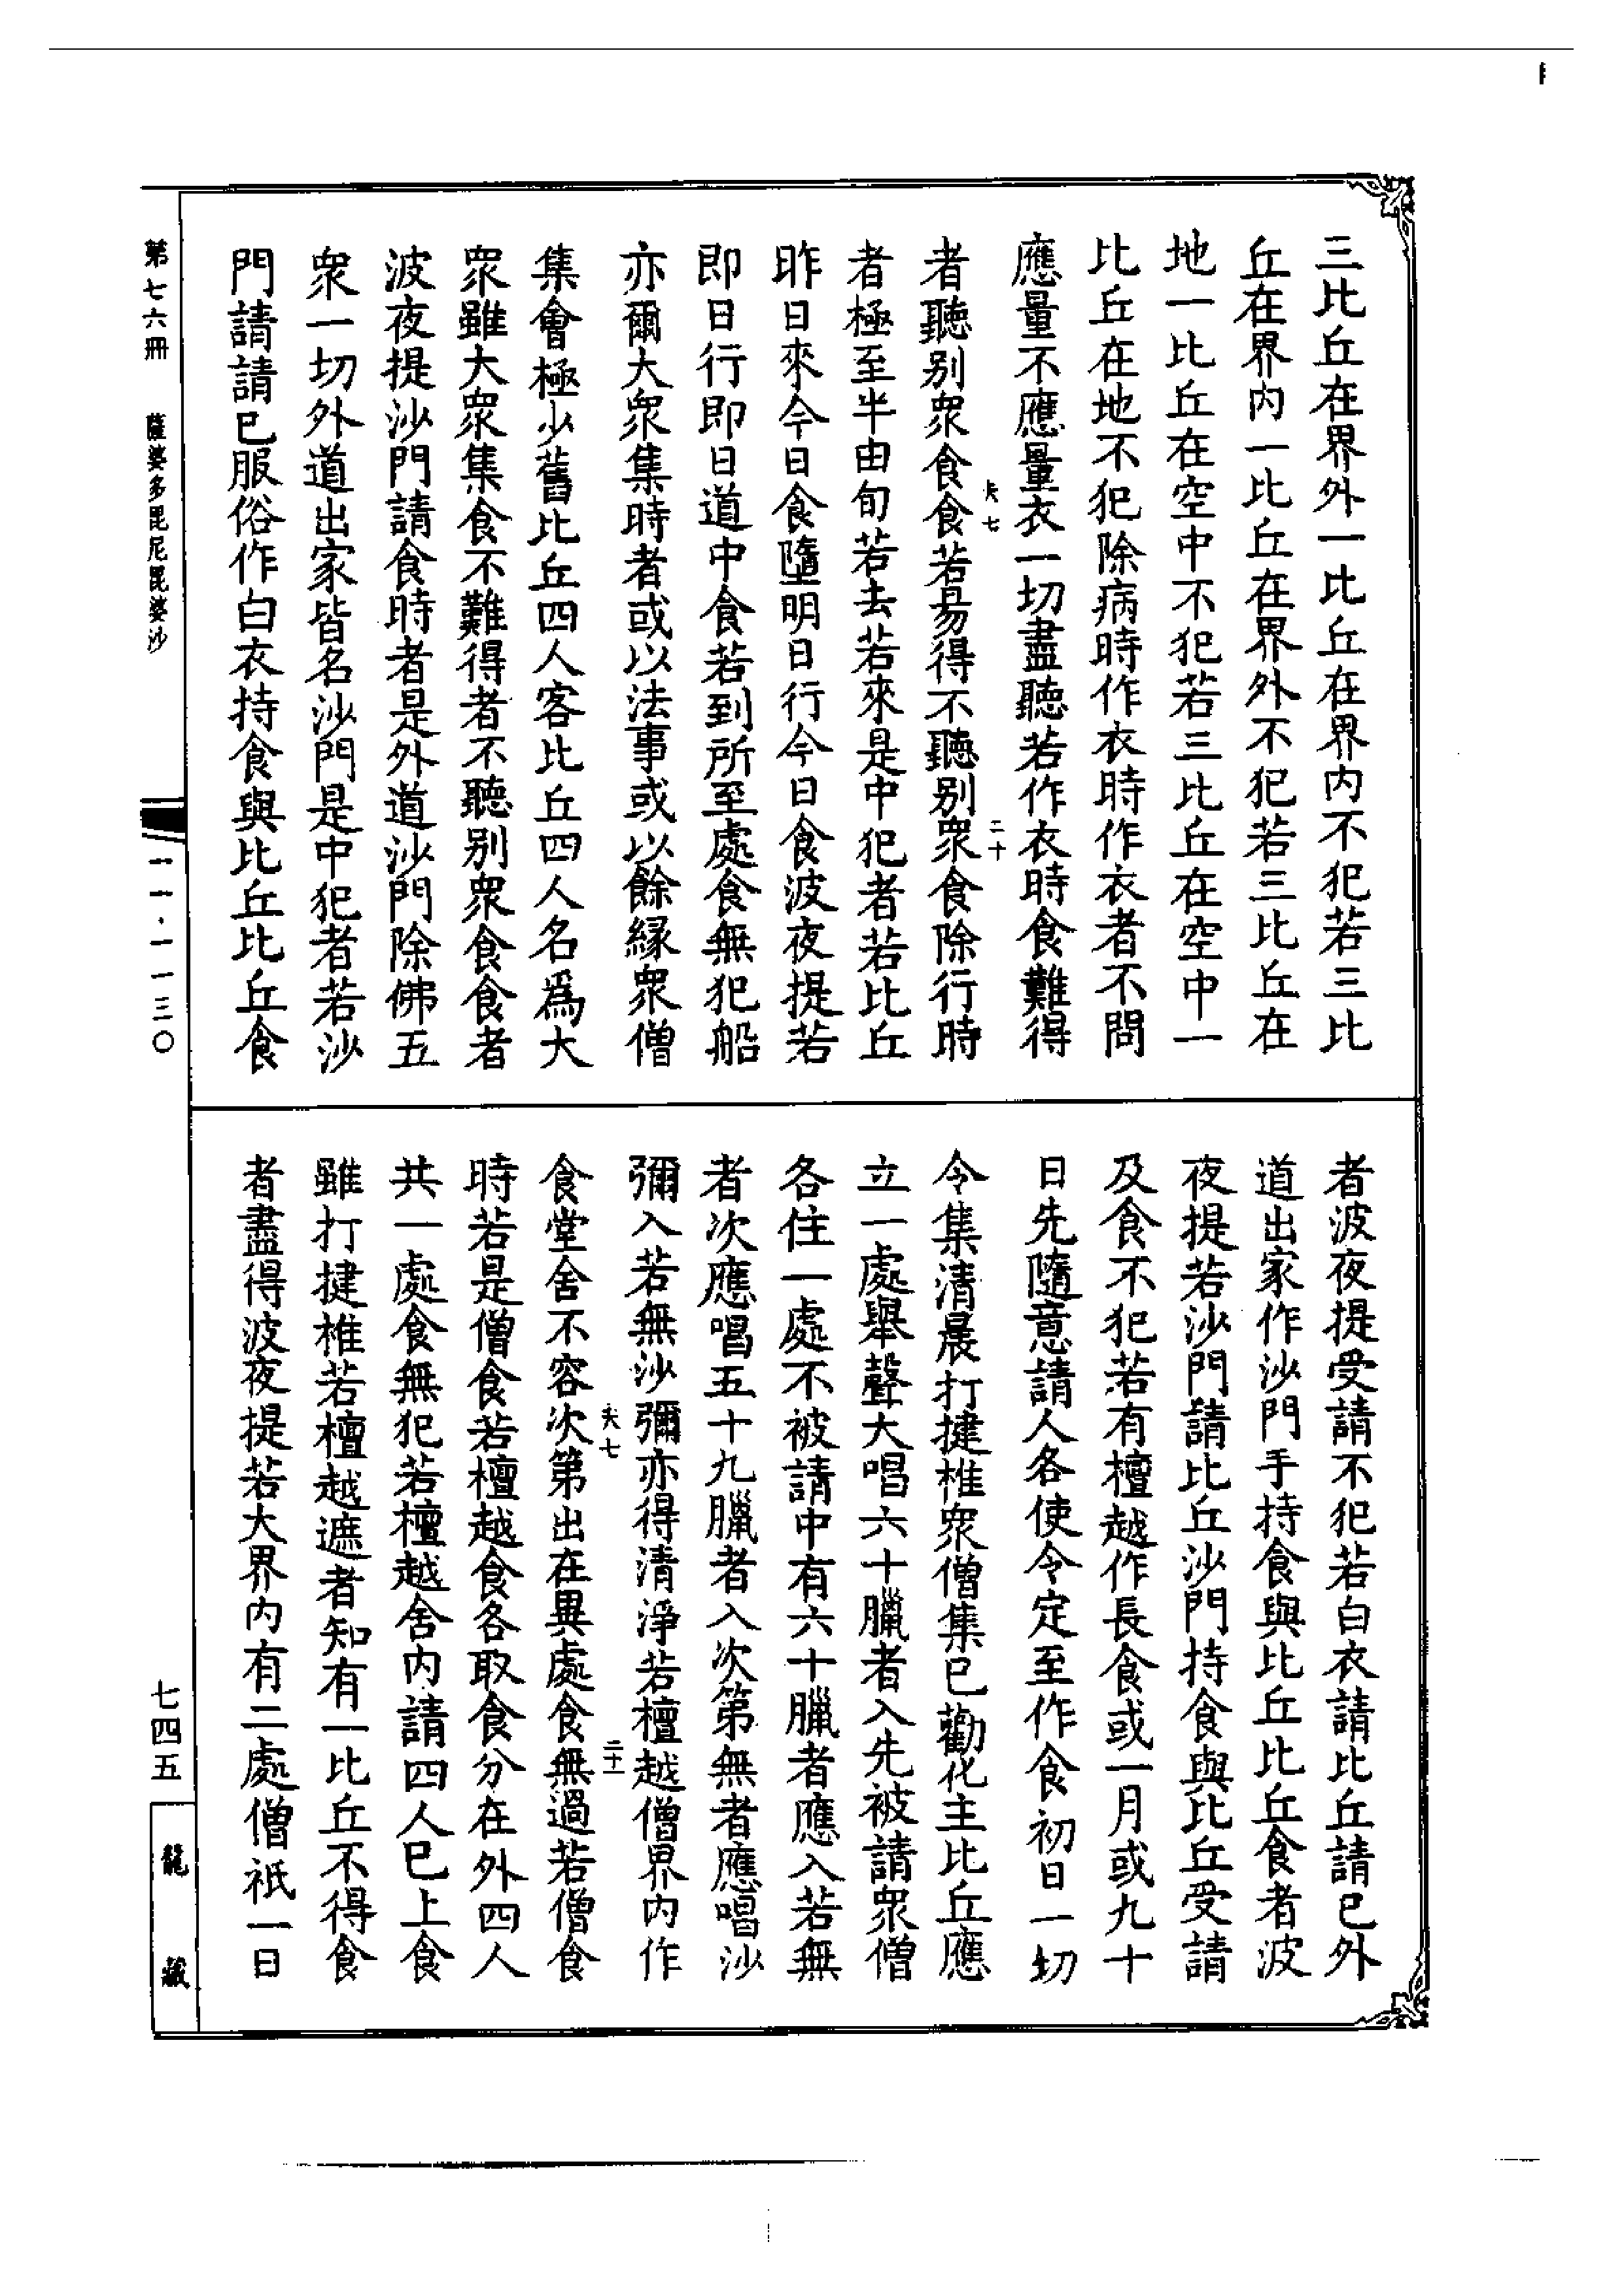 三比丘在界外一比丘在界內不犯若三比
丘在界內一比丘在界外不犯若三比丘在
地一比丘在空中不犯若三比丘在空中一
比丘在地不犯除病時作衣時作衣者不問
應量不應量衣一切盡聽若作衣時食難得
者聽別衆食食若易得不聽別衆食除行時
夫七
二十
者極至半由旬若去若來是中犯者若比丘
昨日來今日食墮明日行今日食波夜提若
即日行即日道中食若到所至處食無犯船
亦爾大衆集時者或以法事或以餘緣衆僧
集會極少舊比丘四人客比丘四人名爲大
衆雖大衆集食不難得者不聽別衆食食者
波夜提沙門請食時者是外道沙門除佛五
衆一切外道出家皆名沙門是中犯者若沙
門請請已服俗作白衣持食與比丘比丘食
者波夜提受請不犯若白衣請比丘請已外
道出家作沙門手持食與比丘比丘食者波
夜提若沙門請比丘沙門持食與比丘受請
及食不犯若有檀越作長食或一月或九十
日先隨意請人各使令定至作食初日一切
令集清晨打揵椎衆僧集已勸化主比丘應
立一處舉聲大唱六十臘者入先被請衆僧
各住一處不被請中有六十臘者應入若無
者次應唱五十九臘者入次第無者應唱沙
彌入若無沙彌亦得清淨若檀越僧界內作
夫七
二十一
食堂舍不容次第出在異處食無過若僧食
時若是僧食若檀越食各取食分在外四人
共一處食無犯若檀越舍內請四人已上食
雖打揵椎若檀越遮者知有一比丘不得食
者盡得波夜提若大界內有二處僧祇一日
第七六冊 薩婆多毘尼毘婆沙
一一·一一三〇
七四五
龍藏